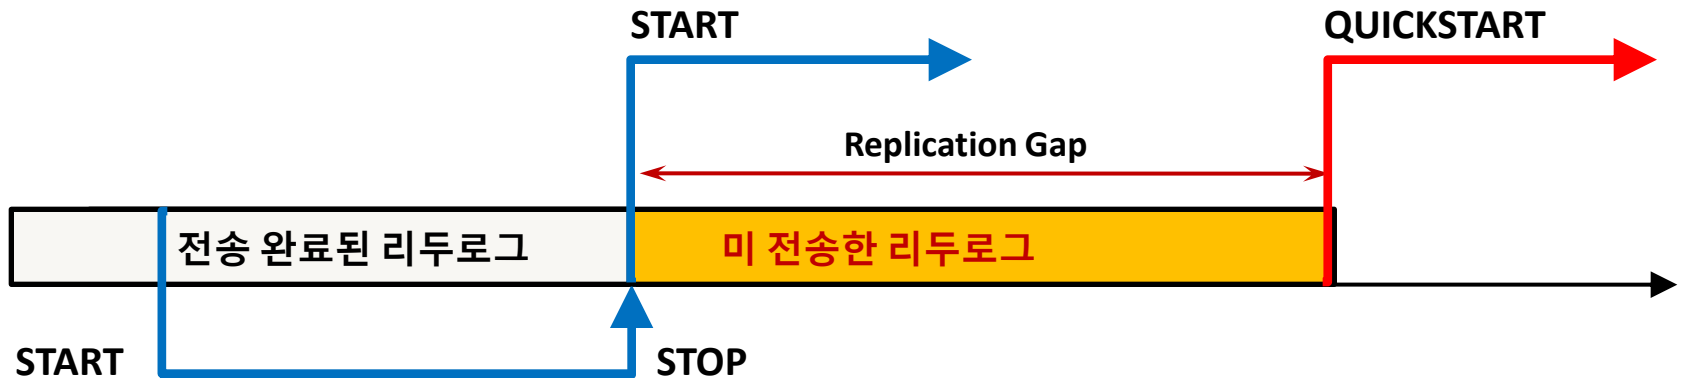 START
QUICKSTART
Replication Gap
전송 완료된 리두로그
미 전송한 리두로그
START
STOP